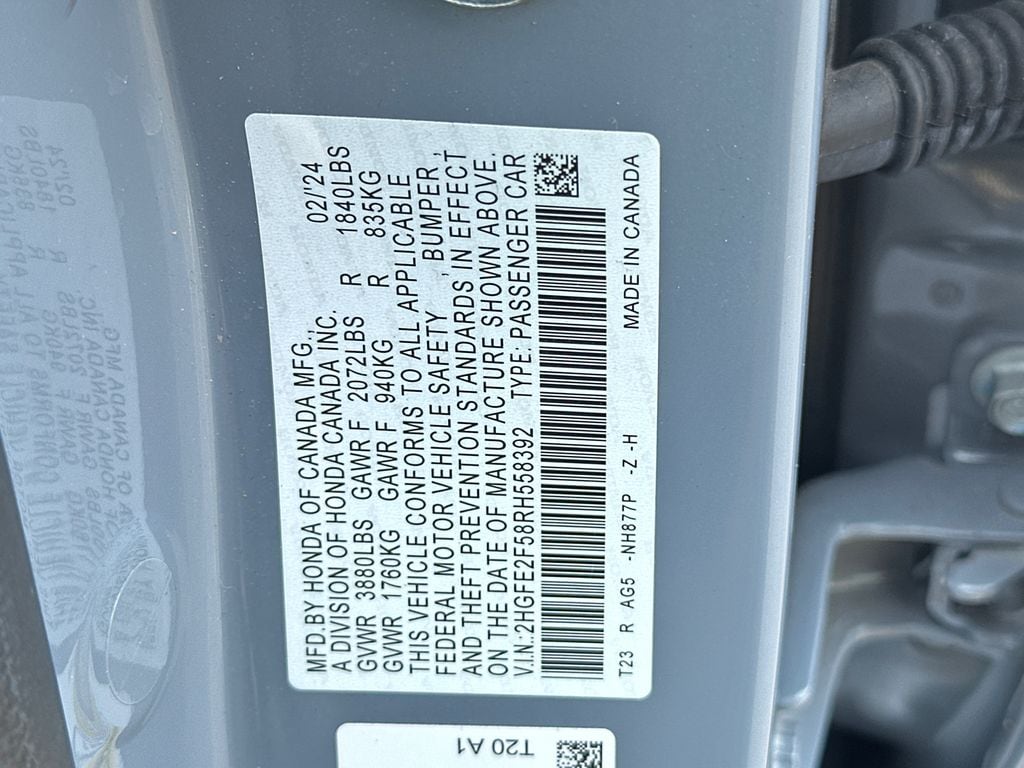 MFD.BY HONDA OF CANADA MFG., 02/'24
A DIVISION OF HONDA CANADA INC.
GVWR 3880LBS GAWR F 2072LBS R 1840LBS
GVWR 1760KG GAWR F 940KG R 835KG
THIS VEHICLE CONFORMS TO ALL APPLICABLE
FEDERAL MOTOR VEHICLE SAFETY , BUMPER ,
AND THEFT PREVENTION STANDARDS IN EFFECT
ON THE DATE OF MANUFACTURE SHOWN ABOVE.
V.I.N.:2HGFE2F58RH558392 TYPE:PASSENGER CAR
T23 R AG5 -NH877P -Z -H MADE IN CANADA
T20 A1